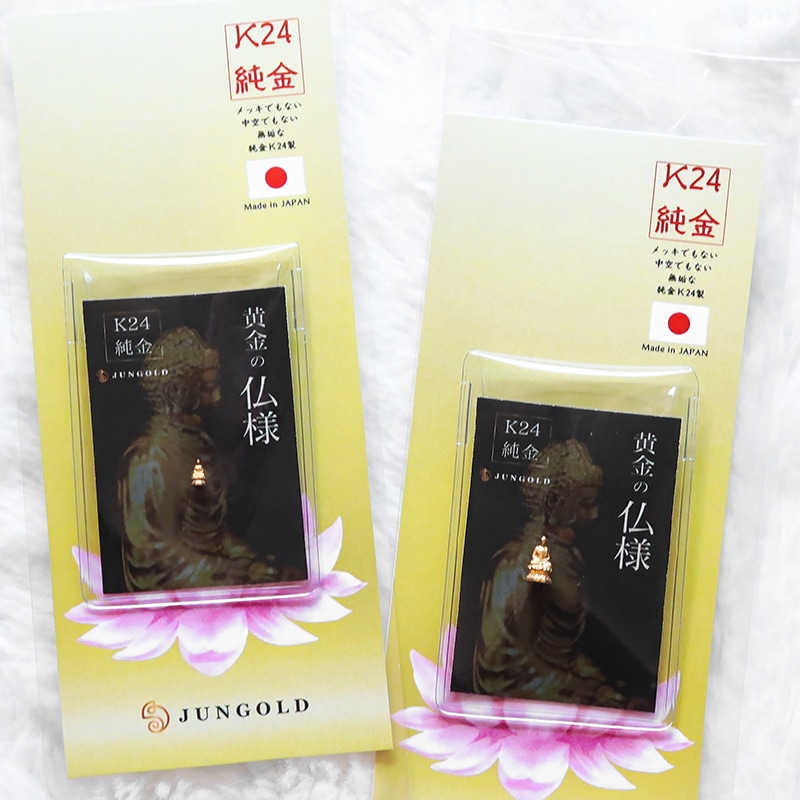 K24
純金
メッキでもない
中空でもない
無垢な
純金K24製
Made in JAPAN
K24
純金
JUNGOLD
黄金の
仏様
JUNGOLD
K24
純金
メッキでもない
中空でもない
無垢な
純金K24製
Made in JAPAN
K24
純金
JUNGOLD
黄金の
仏様